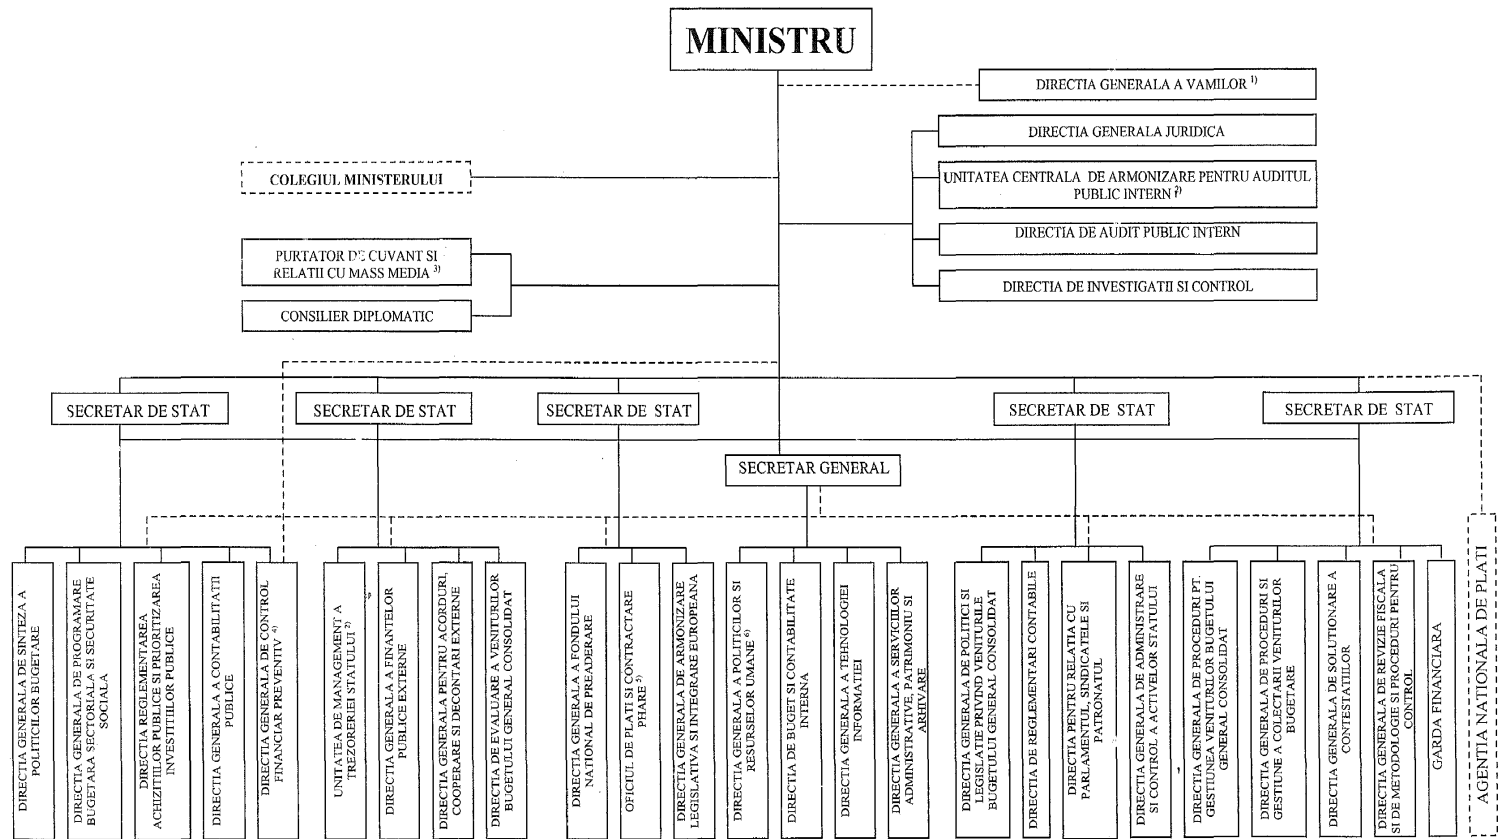 MINISTRU
DIRECTIA GENERALA A VAMILOR 1)
DIRECTIA GENERALA JURIDICA
UNITATEA CENTRALA DE ARMONIZARE PENTRU AUDITUL
PUBLIC INTERN 2)
DIRECTIA DE AUDIT PUBLIC INTERN
DIRECTIA DE INVESTIGATII SI CONTROL
COLEGIUL MINISTERULUI
PURTATOR DE CUVANT SI
RELATII CU MASS MEDIA 3)
CONSILIER DIPLOMATIC
SECRETAR DE STAT
SECRETAR DE STAT
SECRETAR DE STAT
SECRETAR DE STAT
SECRETAR DE STAT
SECRETAR GENERAL
DIRECTIA GENERALA DE SINTEZA A
POLITICILOR BUGETARE
DIRECTIA GENERALA DE PROGRAMARE
BUGETARA SECTORIALA SI SECURITATE
SOCIALA
DIRECTIA REGLEMENTAREA
ACHIZITIILOR PUBLICE SI PRIORITIZAREA
INVESTITIILOR PUBLICE
DIRECTIA GENERALA A CONTABILITATII
PUBLICE
DIRECTIA GENERALA DE CONTROL
FINANCIAR PREVENTIV 4)
UNITATEA DE MANAGEMENT A
TREZORERIEI STATULUI 2)
DIRECTIA GENERALA A FINANTELOR
PUBLICE EXTERNE
DIRECTIA GENERALA PENTRU ACORDURI,
COOPERARE SI DECONTARI EXTERNE
DIRECTIA DE EVALUARE A VENITURILOR
BUGETULUI GENERAL CONSOLIDAT
DIRECTIA GENERALA A FONDULUI
NATIONAL DE PREADERARE
OFICIUL DE PLATI SI CONTRACTARE
PHARE 5)
DIRECTIA GENERALA DE ARMONIZARE
LEGISLATIVA SI INTEGRARE EUROPEANA
DIRECTIA GENERALA A POLITICILOR SI
RESURSELOR UMANE 6)
DIRECTIA DE BUGET SI CONTABILITATE
INTERNA
DIRECTIA GENERALA A TEHNOLOGIEI
INFORMATIEI
DIRECTIA GENERALA A SERVICIILOR
ADMINISTRATIVE, PATRIMONIU SI
ARHIVARE
DIRECTIA GENERALA DE POLITICI SI
LEGISLATIE PRIVIND VENITURILE
BUGETULUI GENERAL CONSOLIDAT
DIRECTIA DE REGLEMENTARI CONTABILE
DIRECTIA PENTRU RELATIA CU
PARLAMENTUL, SINDICATELE SI
PATRONATUL
DIRECTIA GENERALA DE ADMINISTRARE
SI CONTROL A ACTIVELOR STATULUI
DIRECTIA GENERALA DE PROCEDURI PT.
GESTIUNEA VENITURILOR BUGETULUI
GENERAL CONSOLIDAT
DIRECTIA GENERALA DE PROCEDURI SI
GESTIUNE A COLECTARII VENITURILOR
BUGETARE
DIRECTIA GENERALA DE SOLUTIONARE A
CONTESTATIILOR
DIRECTIA GENERALA DE REVIZIE FISCALA
SI DE METODOLOGIE SI PROCEDURI PENTRU
CONTROL
GARDA FINANCIARA
AGENTIA NATIONALA DE PLATI